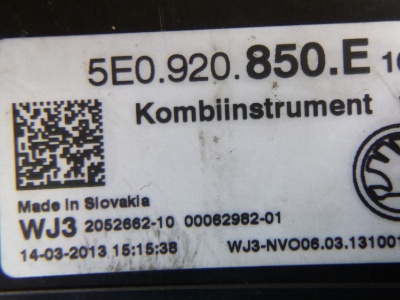 5E0.920.850.E
Kombiinstrument
Made in Slovakia
WJ3 2052662-10 00062982-01
14-03-2013 15:15:38 WJ3-NVO06.03.131001